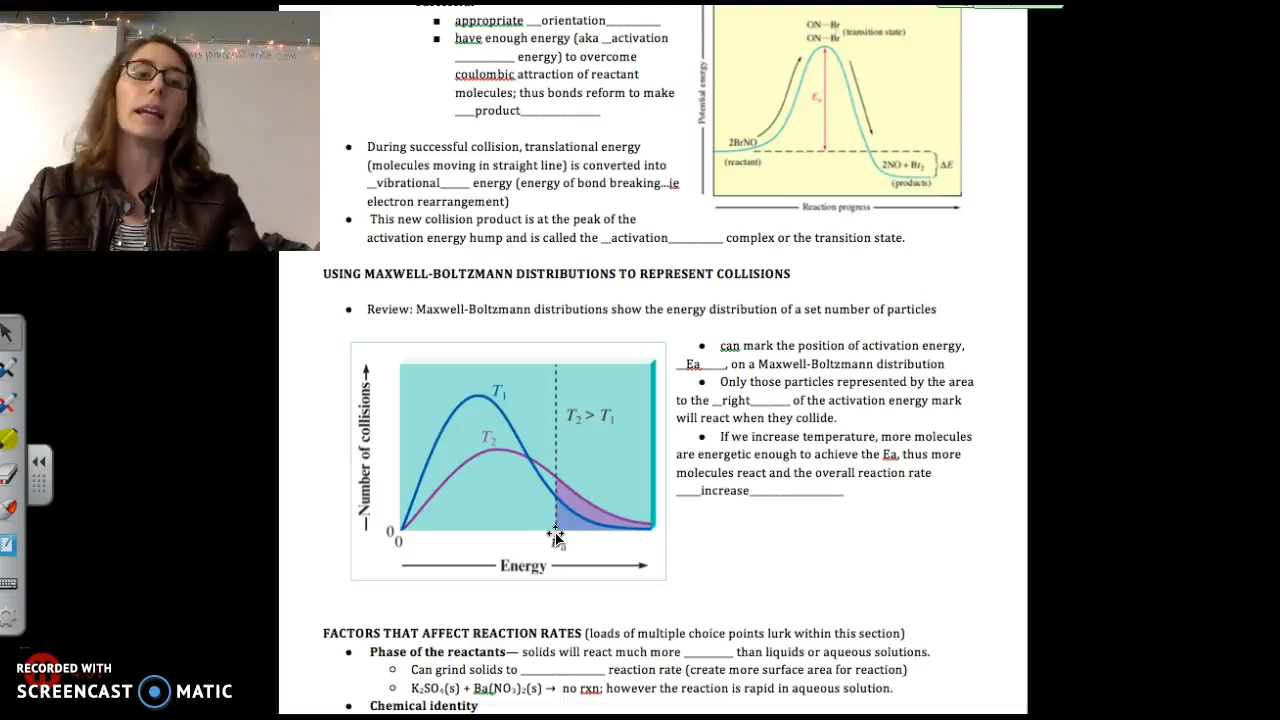 ■ appropriate __orientation_________
■ have enough energy (aka _activation
_________ energy) to overcome
coulombic attraction of reactant
molecules; thus bonds reform to make
___product____________
● During successful collision, translational energy
(molecules moving in straight line) is converted into
_vibrational_____ energy (energy of bond breaking...ie
electron rearrangement)
● This new collision product is at the peak of the
activation energy hump and is called the _activation_________ complex or the transition state.
ON---Br
ON---Br (transition state)
Potential energy
Ea
2BrNO
(reactant)
2NO + Br2
(products)
ΔE
Reaction progress
USING MAXWELL-BOLTZMANN DISTRIBUTIONS TO REPRESENT COLLISIONS
● Review: Maxwell-Boltzmann distributions show the energy distribution of a set number of particles
Number of collisions
T1
T2 > T1
T2
0
0
Energy
● can mark the position of activation energy,
_Ea____, on a Maxwell-Boltzmann distribution
● Only those particles represented by the area
to the _right______ of the activation energy mark
will react when they collide.
● If we increase temperature, more molecules
are energetic enough to achieve the Ea, thus more
molecules react and the overall reaction rate
____increase________________
FACTORS THAT AFFECT REACTION RATES (loads of multiple choice points lurk within this section)
● Phase of the reactants— solids will react much more ________ than liquids or aqueous solutions.
○ Can grind solids to ______________ reaction rate (create more surface area for reaction)
○ K2SO4(s) + Ba(NO3)2(s) → no rxn; however the reaction is rapid in aqueous solution.
● Chemical identity
RECORDED WITH
SCREENCAST MATIC